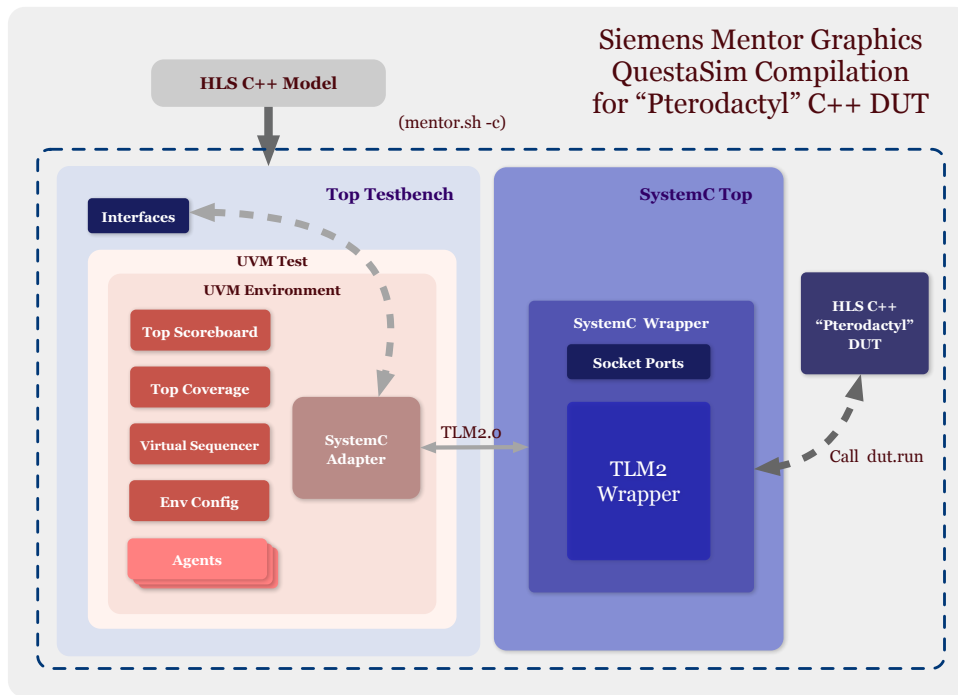 Siemens Mentor Graphics
QuestaSim Compilation
for “Pterodactyl” C++ DUT
HLS C++ Model
(mentor.sh -c)
Top Testbench
SystemC Top
Interfaces
UVM Test
UVM Environment
Top Scoreboard
Top Coverage
Virtual Sequencer
Env Config
Agents
SystemC
Adapter
TLM2.0
SystemC Wrapper
Socket Ports
TLM2
Wrapper
HLS C++
“Pterodactyl”
DUT
Call dut.run